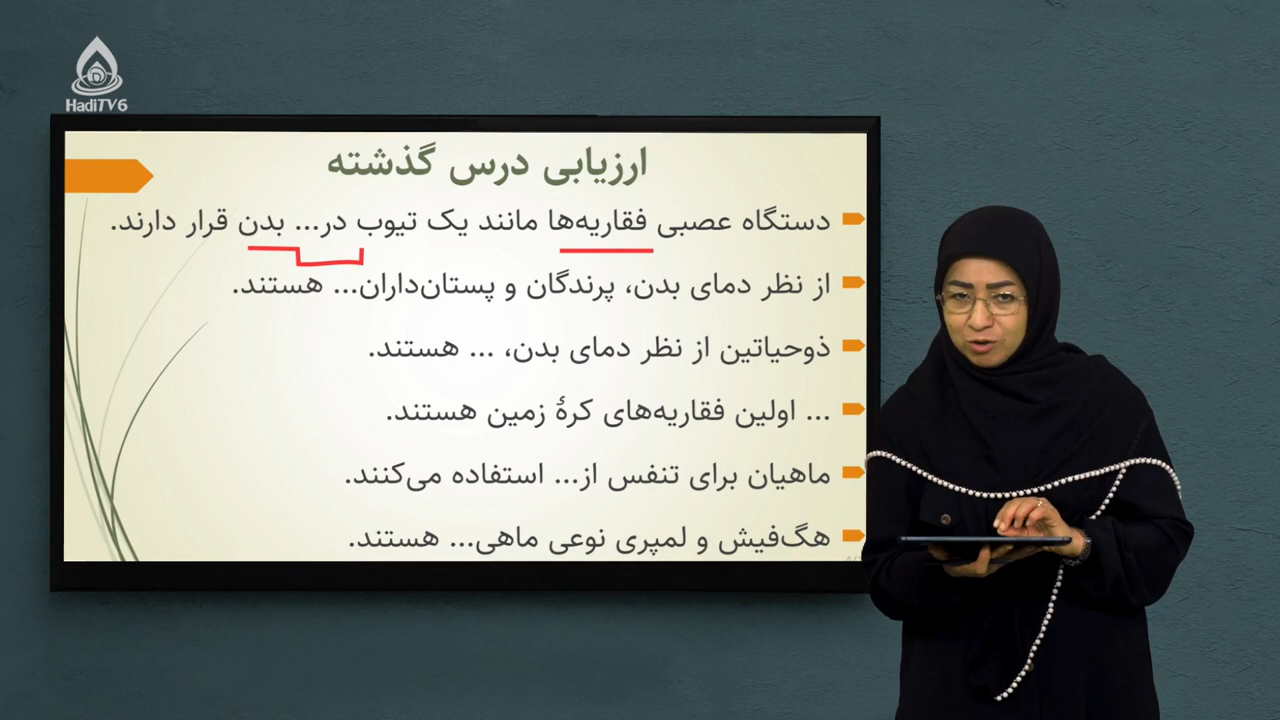 HadiTV6
ارزیابی درس گذشته
دستگاه عصبی فقاریه‌ها مانند یک تیوب در... بدن قرار دارند.
از نظر دمای بدن، پرندگان و پستان‌داران... هستند.
ذوحیاتین از نظر دمای بدن، ... هستند.
... اولین فقاریه‌های کرهٔ زمین هستند.
ماهیان برای تنفس از... استفاده می‌کنند.
هگ‌فیش و لمپری نوعی ماهی... هستند.